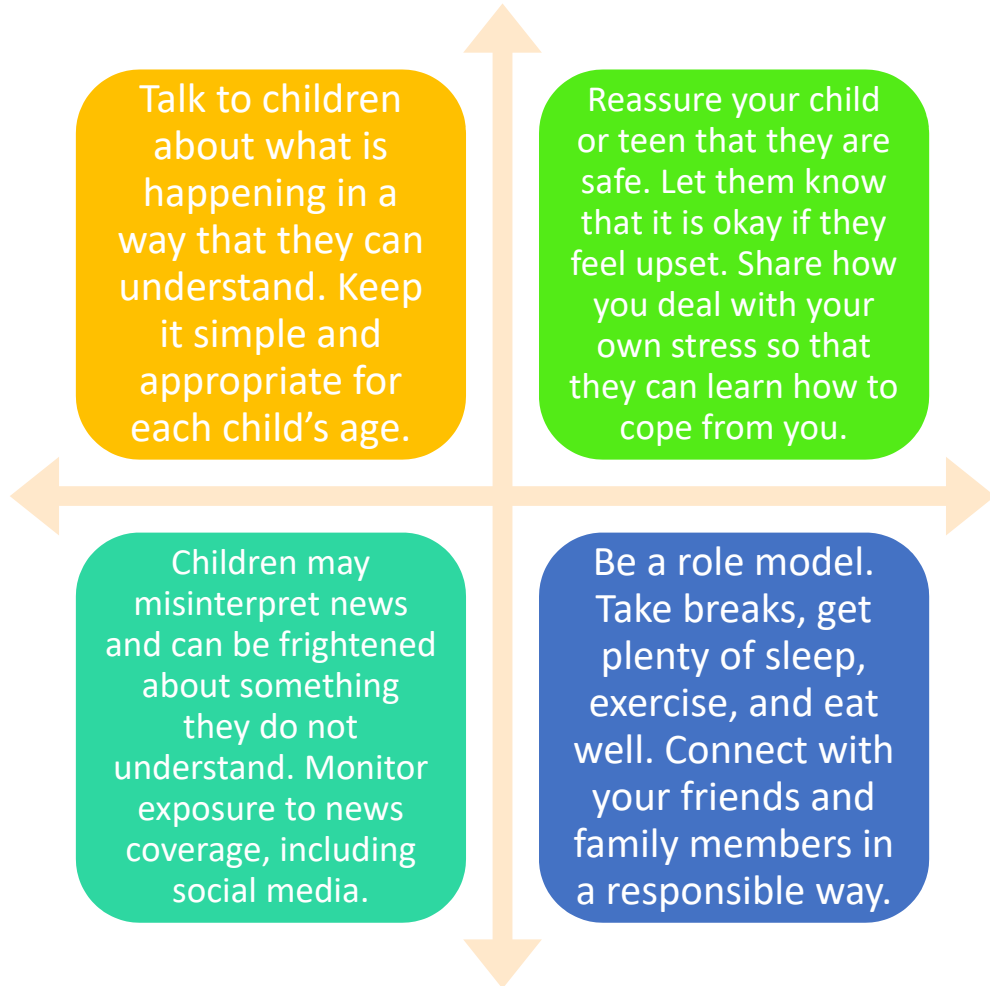 Talk to children
about what is
happening in a
way that they can
understand. Keep
it simple and
appropriate for
each child’s age.
Reassure your child
or teen that they are
safe. Let them know
that it is okay if they
feel upset. Share how
you deal with your
own stress so that
they can learn how to
cope from you.
Children may
misinterpret news
and can be frightened
about something
they do not
understand. Monitor
exposure to news
coverage, including
social media.
Be a role model.
Take breaks, get
plenty of sleep,
exercise, and eat
well. Connect with
your friends and
family members in
a responsible way.